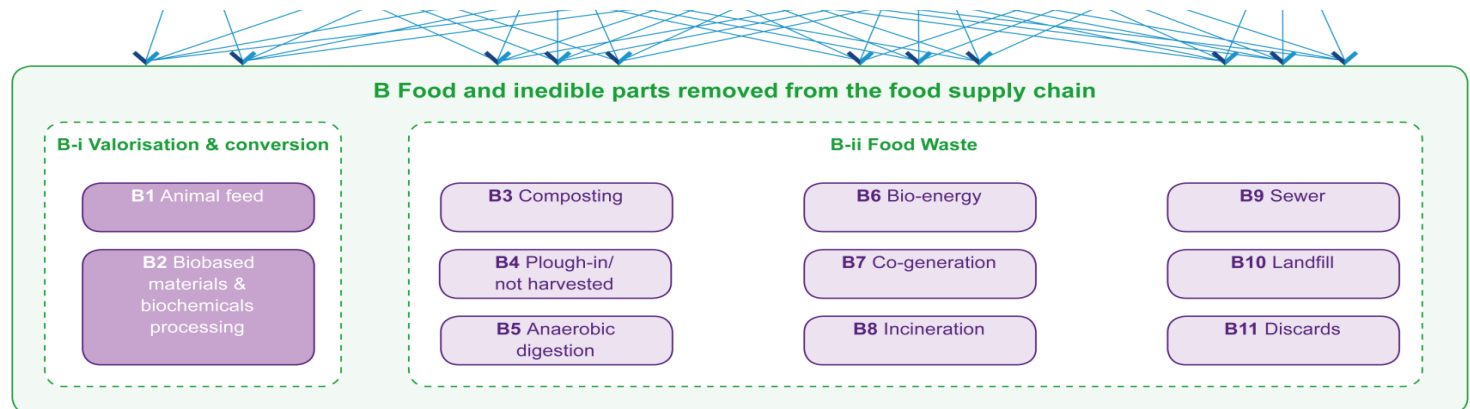 B Food and inedible parts removed from the food supply chain
B-i Valorisation & conversion
B1 Animal feed
B2 Biobased
materials &
biochemicals
processing
B-ii Food Waste
B3 Composting
B4 Plough-in/
not harvested
B5 Anaerobic
digestion
B6 Bio-energy
B7 Co-generation
B8 Incineration
B9 Sewer
B10 Landfill
B11 Discards